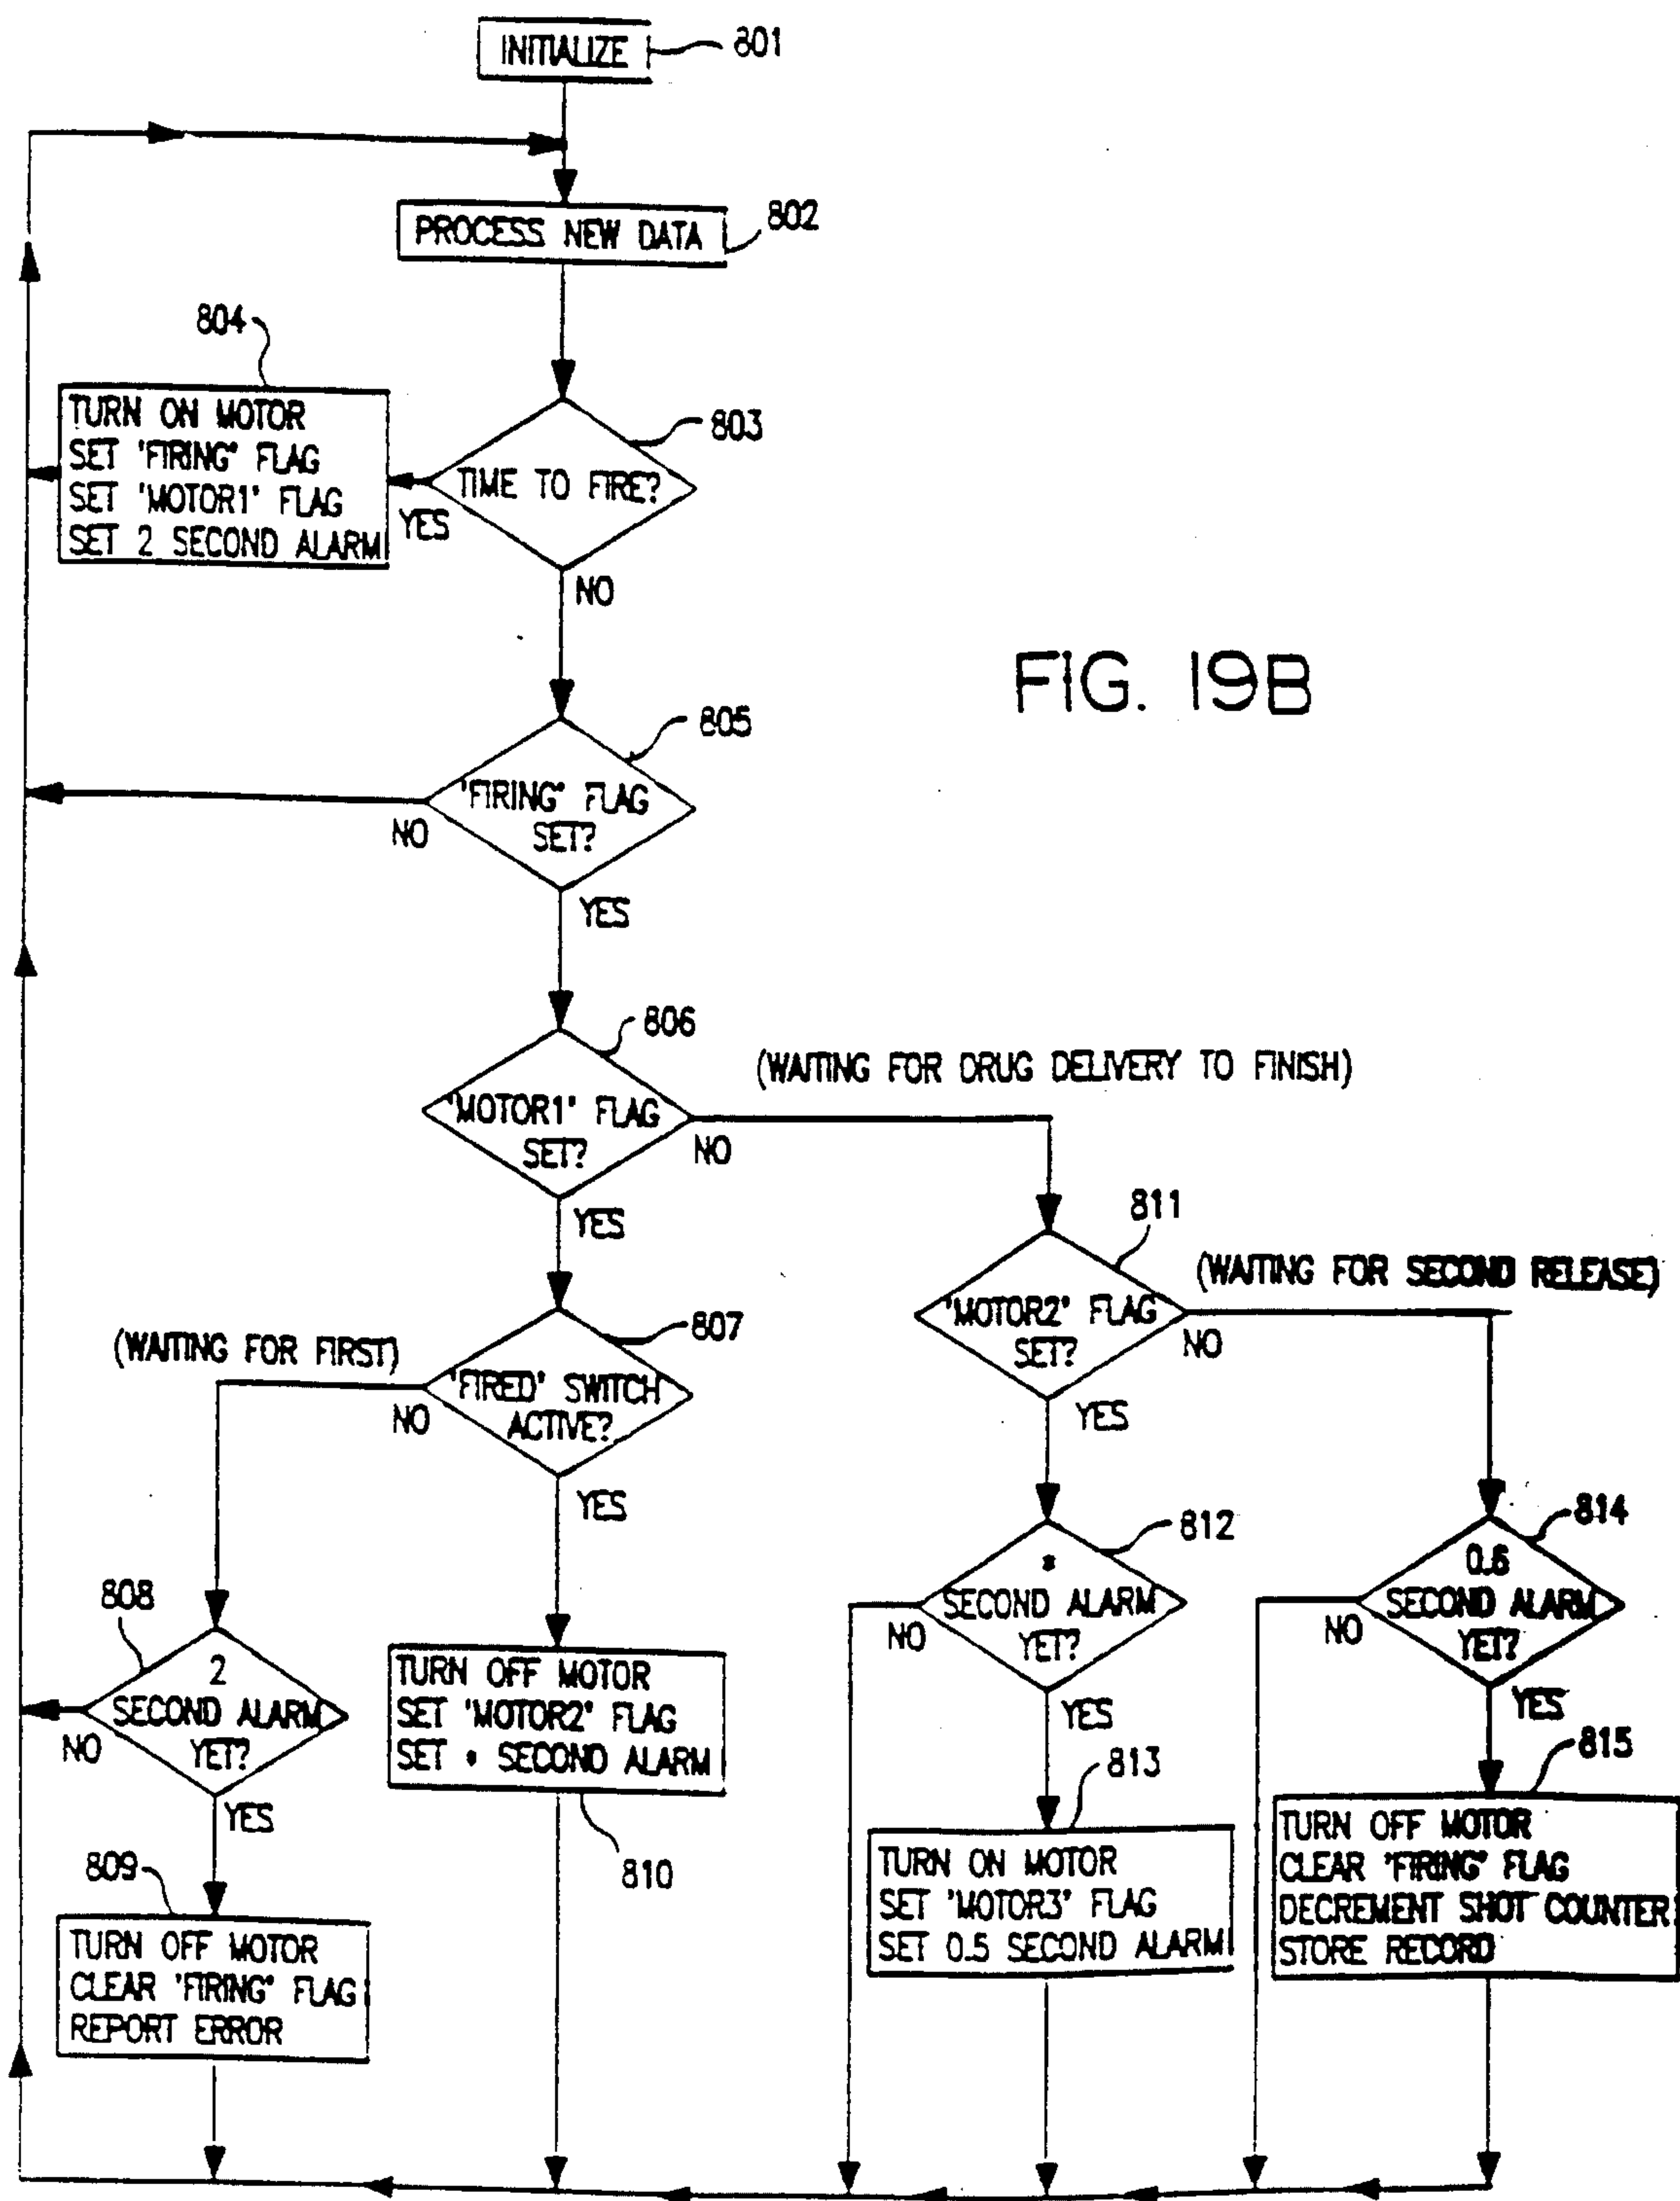 INITIALIZE
801
PROCESS NEW DATA
802
804
TURN ON MOTOR
SET 'FIRING" FLAG
SET 'MOTOR1' FLAG
SET 2 SECOND ALARM
803
TIME TO FIRE?
YES
NO
FIG. 19B
805
'FIRING" FLAG
SET?
NO
YES
806
'MOTOR1' FLAG
SET?
(WAITING FOR DRUG DELIVERY TO FINISH)
NO
YES
811
'MOTOR2' FLAG
SET?
(WAITING FOR SECOND RELEASE)
NO
YES
807
(WAITING FOR FIRST)
'FIRED' SWITCH
ACTIVE?
NO
YES
812
*
SECOND ALARM
YET?
NO
YES
814
0.6
SECOND ALARM
YET?
NO
YES
808
2
SECOND ALARM
YET?
NO
YES
TURN OFF MOTOR
SET 'MOTOR2' FLAG
SET * SECOND ALARM
810
813
TURN ON MOTOR
SET 'MOTOR3' FLAG
SET 0.5 SECOND ALARM
815
TURN OFF MOTOR
CLEAR 'FIRING" FLAG
DECREMENT SHOT COUNTER
STORE RECORD
809
TURN OFF MOTOR
CLEAR 'FIRING" FLAG
REPORT ERROR